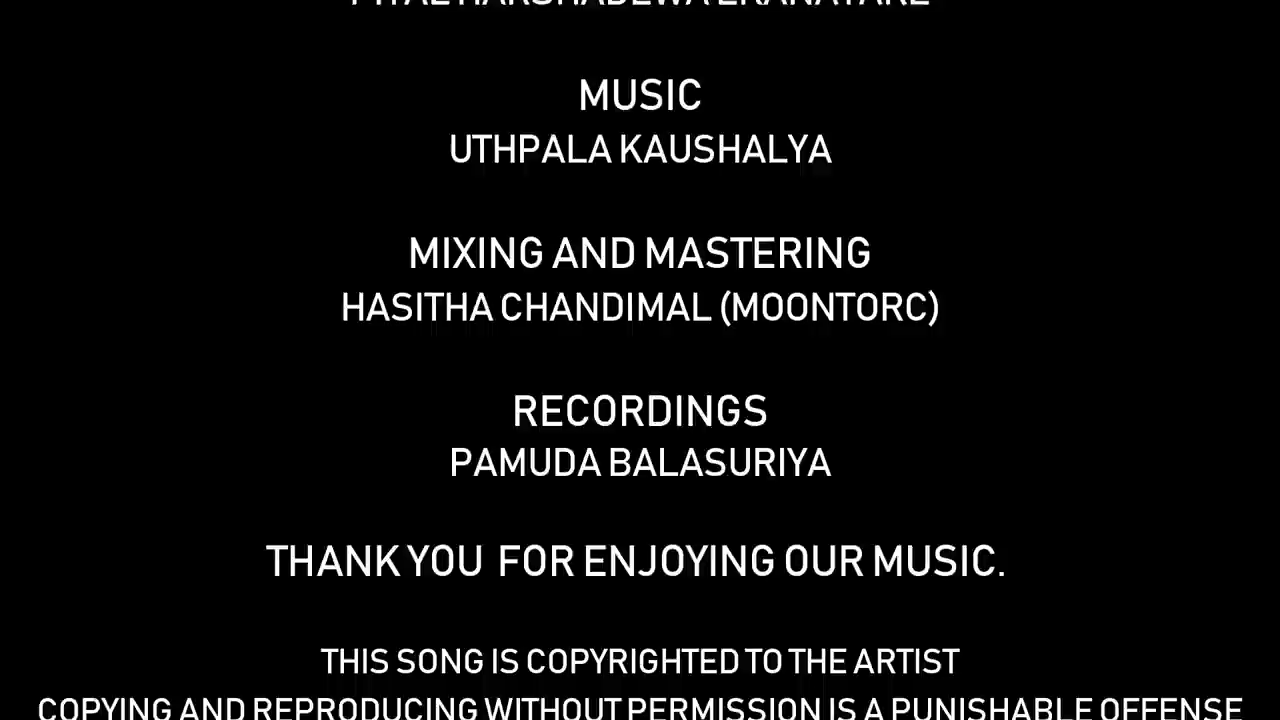 MUSIC
UTHPALA KAUSHALYA
MIXING AND MASTERING
HASITHA CHANDIMAL (MOONTORC)
RECORDINGS
PAMUDA BALASURIYA
THANK YOU FOR ENJOYING OUR MUSIC.
THIS SONG IS COPYRIGHTED TO THE ARTIST
COPYING AND REPRODUCING WITHOUT PERMISSION IS A PUNISHABLE OFFENSE